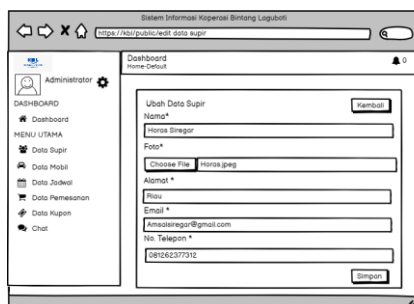 Sistem Informasi Koperasi Bintang Laguboti
https://kbl/public/edit data supir
KBL
Administrator
DASHBOARD
Dashboard
MENU UTAMA
Data Supir
Data Mobil
Data Jadwal
Data Pemesanan
Data Kupon
Chat
Dashboard
Home-Default
0
Ubah Data Supir
Kembali
Nama*
Horas Siregar
Foto*
Choose File Horas.jpeg
Alamat *
Riau
Email *
Amsalsiregar@gmail.com
No. Telepon *
081262377312
Simpan